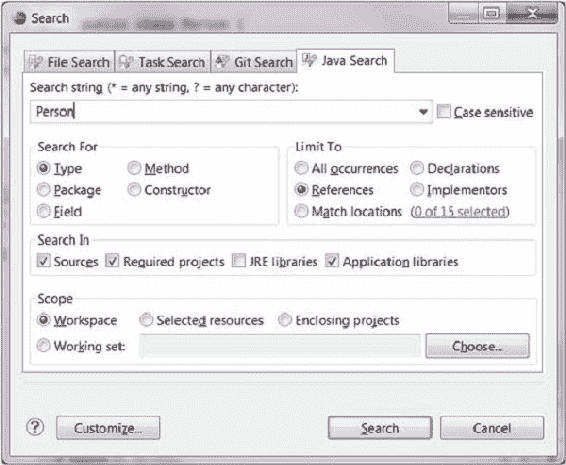 Search
File Search Task Search Git Search Java Search
Search string (* = any string, ? = any character):
Person Case sensitive
Search For Limit To
Type Method All occurrences Declarations
Package Constructor References Implementors
Field Match locations (0 of 15 selected)
Search In
Sources Required projects JRE libraries Application libraries
Scope
Workspace Selected resources Enclosing projects
Working set: Choose...
? Customize... Search Cancel